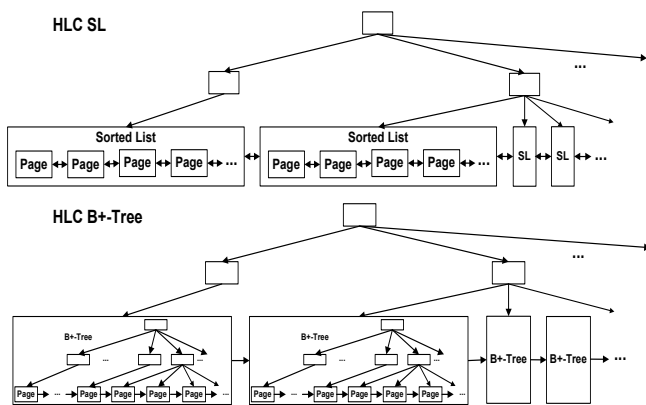 HLC SL
...
Sorted List
Sorted List
Page Page Page Page ...
Page Page Page Page ...
SL SL ...
HLC B+-Tree
...
B+-Tree
B+-Tree
B+-Tree
B+-Tree
...
... ...
... ...
Page ... Page Page Page Page ...
Page ... Page Page Page Page ...